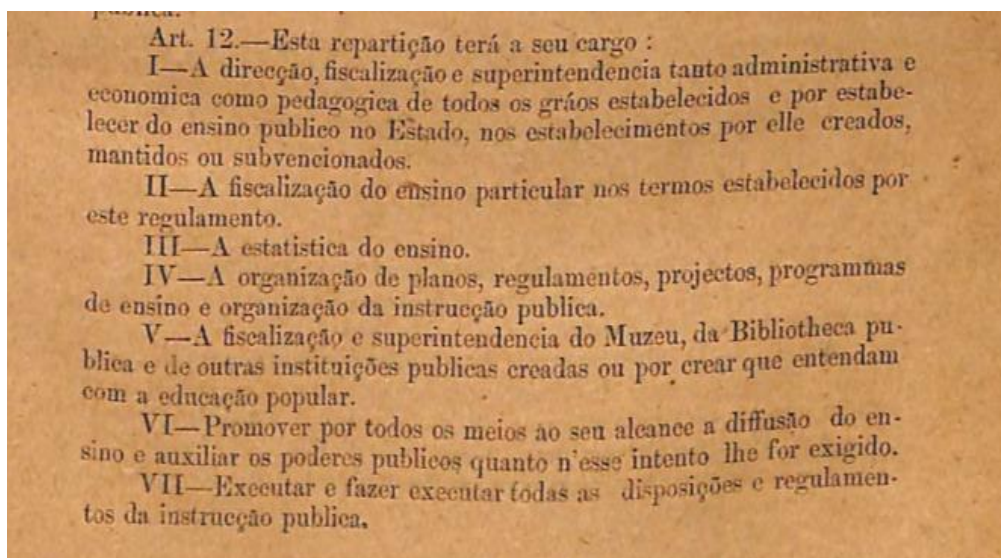 publica.
Art. 12.—Esta repartição terá a seu cargo :
I—A direcção, fiscalização e superintendencia tanto administrativa e
economica como pedagogica de todos os gráos estabelecidos e por estabe-
lecer do ensino publico no Estado, nos estabelecimentos por elle creados,
mantidos ou subvencionados.
II—A fiscalização do ensino particular nos termos estabelecidos por
este regulamento.
III—A estatistica do ensino.
IV—A organização de planos, regulamentos, projectos, programmas
de ensino e organização da instrucção publica.
V—A fiscalização e superintendencia do Muzeu, da Bibliotheca pu-
blica e de outras instituições publicas creadas ou por crear que entendam
com a educação popular.
VI—Promover por todos os meios ao seu alcance a diffusão do en-
sino e auxiliar os poderes publicos quanto n'esse intento lhe for exigido.
VII—Executar e fazer executar todas as disposições e regulamen-
tos da instrucção publica.